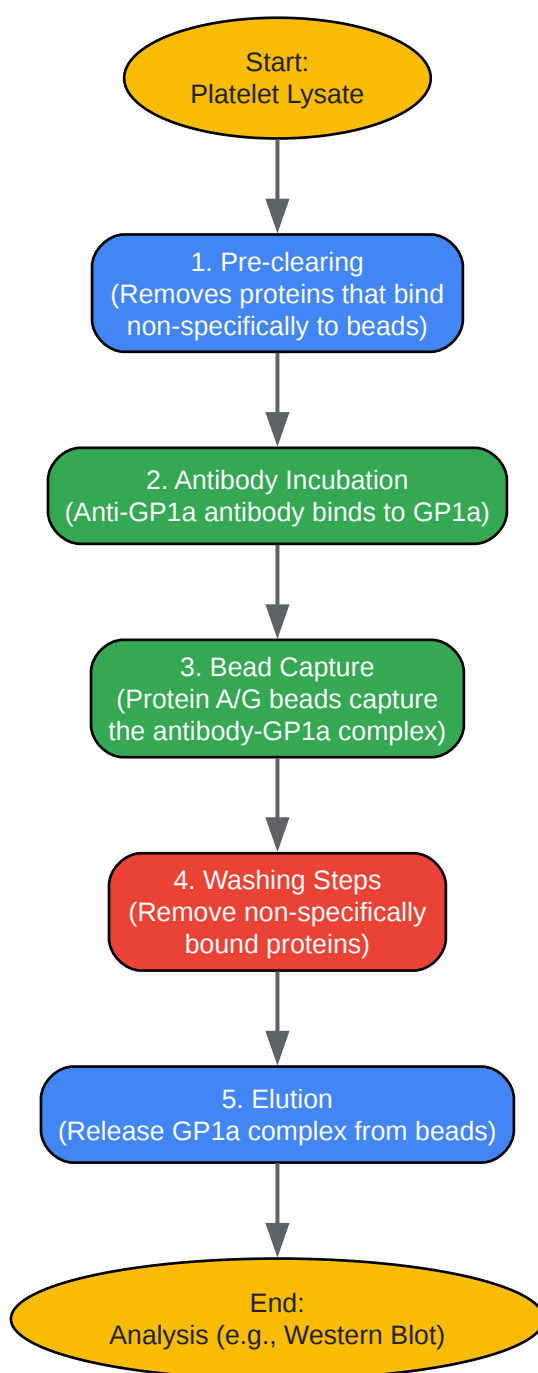 Start:
Platelet Lysate
1. Pre-clearing
(Removes proteins that bind
non-specifically to beads)
2. Antibody Incubation
(Anti-GP1a antibody binds to GP1a)
3. Bead Capture
(Protein A/G beads capture
the antibody-GP1a complex)
4. Washing Steps
(Remove non-specifically
bound proteins)
5. Elution
(Release GP1a complex from beads)
End:
Analysis (e.g., Western Blot)